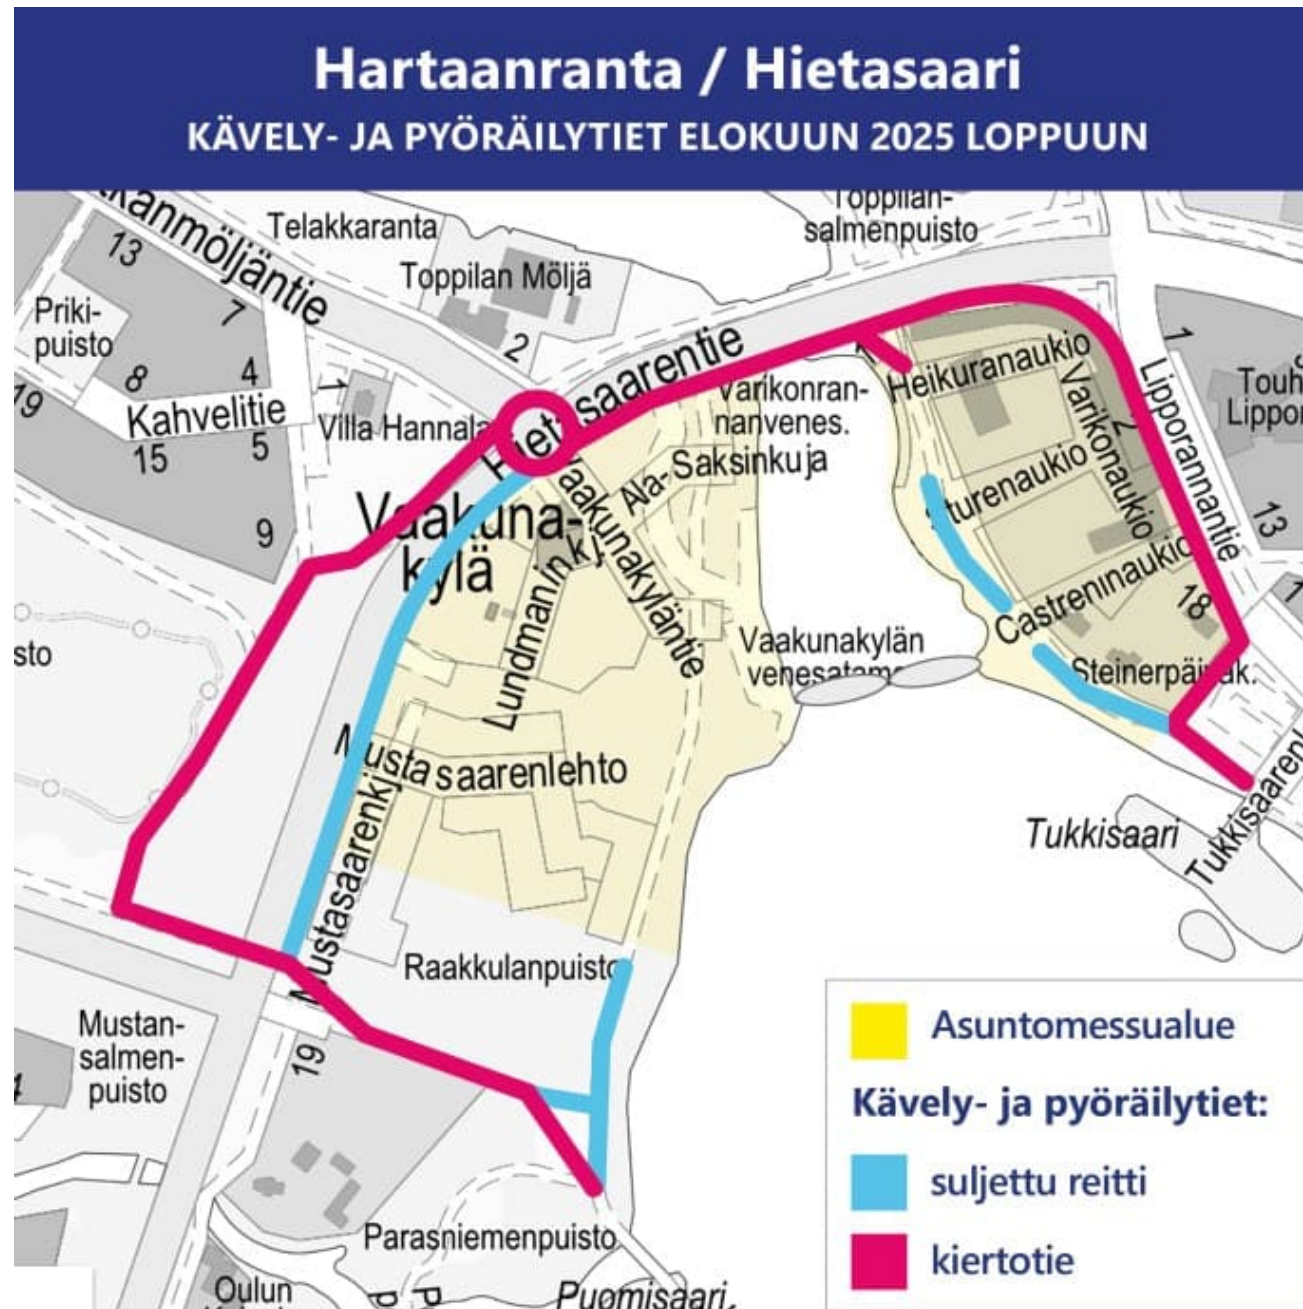 Hartaanranta / Hietasaari
KÄVELY- JA PYÖRÄILYTIET ELOKUUN 2025 LOPPUUN
Toppilan-
salmenpuisto
Telakkaranta
13
Toppilan Möljä
Priki-
puisto
7
2
1
8
4
1
Hietasaarentie
Heikuranaukio
Lipporannantie
19
Kahvelitie
Villa Hannala
Varikonran-
nanvenes.
Varikonaukio
2
15
5
Ala-Saksinkuja
Sturenaukio
9
Vaakuna-
kylä
Vaakunakyläntie
13
Lundmaninkj
Castreninaukio
18
1
Vaakunakylän
venesatama
Mustasaarenlehto
Mustasaarenkj
Tukkisaari
Raakkulanpuisto
Mustan-
salmen-
puisto
19
Parasniemenpuisto
Oulun
Puomisaari
Asuntomessualue
Kävely- ja pyöräilytiet:
suljettu reitti
kiertotie